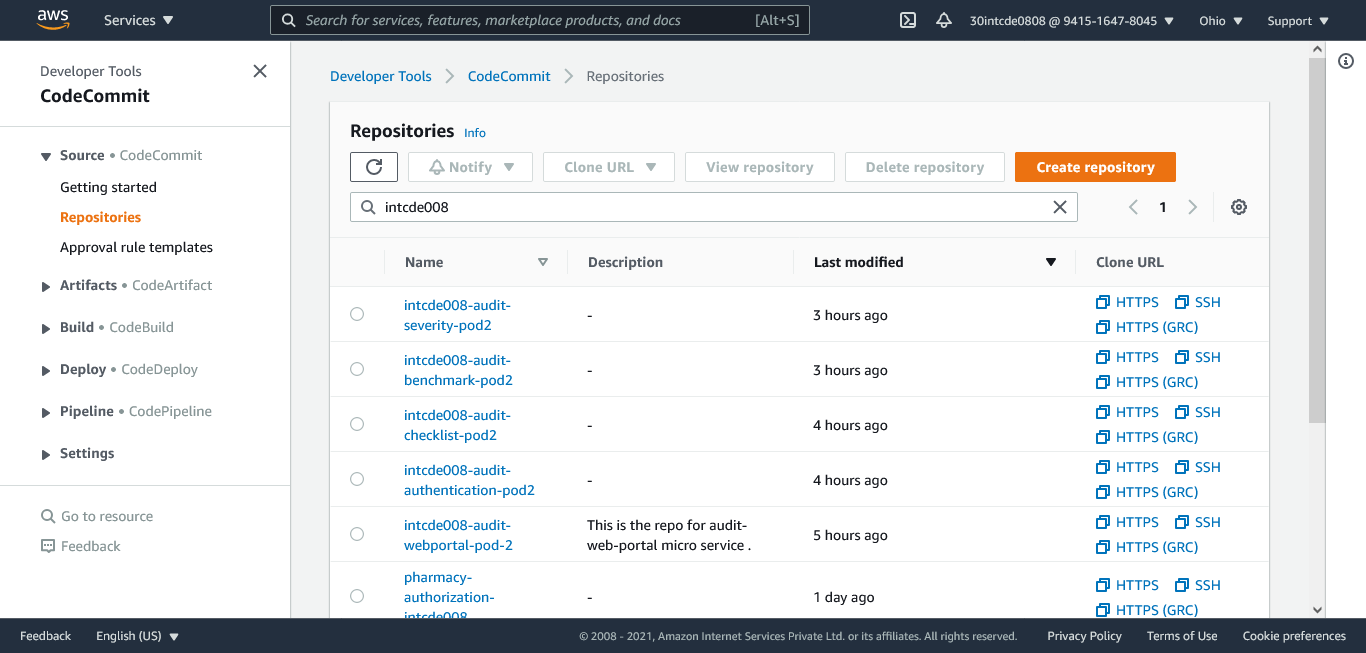 aws
Services
Search for services, features, marketplace products, and docs [Alt+S]
30intcde0808 @ 9415-1647-8045
Ohio
Support
Developer Tools
CodeCommit
Source • CodeCommit
Getting started
Repositories
Approval rule templates
Artifacts • CodeArtifact
Build • CodeBuild
Deploy • CodeDeploy
Pipeline • CodePipeline
Settings
Go to resource
Feedback
Developer Tools > CodeCommit > Repositories
Repositories Info
Notify
Clone URL
View repository
Delete repository
Create repository
intcde008
1
Name Description Last modified Clone URL
intcde008-audit-
severity-pod2
-
3 hours ago
HTTPS SSH
HTTPS (GRC)
intcde008-audit-
benchmark-pod2
-
3 hours ago
HTTPS SSH
HTTPS (GRC)
intcde008-audit-
checklist-pod2
-
4 hours ago
HTTPS SSH
HTTPS (GRC)
intcde008-audit-
authentication-pod2
-
4 hours ago
HTTPS SSH
HTTPS (GRC)
intcde008-audit-
webportal-pod-2
This is the repo for audit-
web-portal micro service .
5 hours ago
HTTPS SSH
HTTPS (GRC)
pharmacy-
authorization-
intcde008
-
1 day ago
HTTPS SSH
HTTPS (GRC)
Feedback
English (US)
© 2008 - 2021, Amazon Internet Services Private Ltd. or its affiliates. All rights reserved.
Privacy Policy
Terms of Use
Cookie preferences